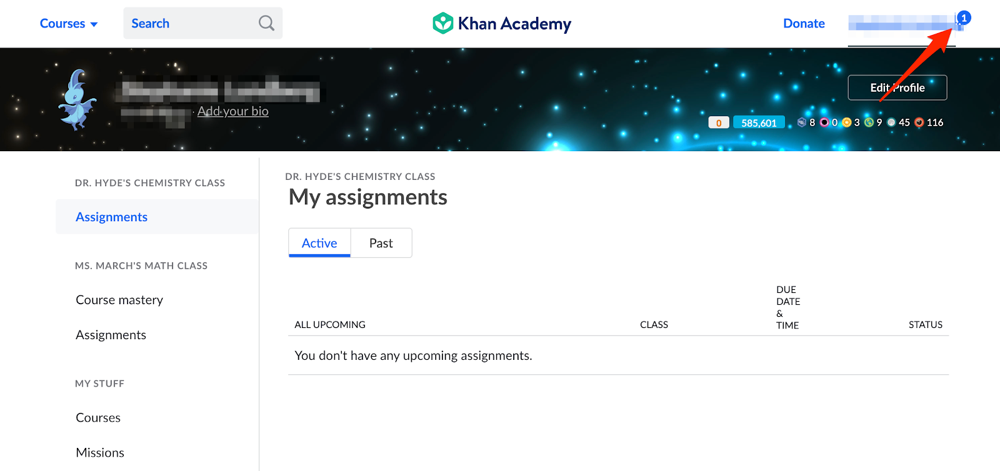 Courses
Search
Khan Academy
Donate
1
Add your bio
Edit Profile
0 585,601 8 0 3 9 45 116
DR. HYDE'S CHEMISTRY CLASS
Assignments
MS. MARCH'S MATH CLASS
Course mastery
Assignments
MY STUFF
Courses
Missions
DR. HYDE'S CHEMISTRY CLASS
My assignments
Active Past
ALL UPCOMING
CLASS
DUE
DATE
&
TIME
STATUS
You don't have any upcoming assignments.